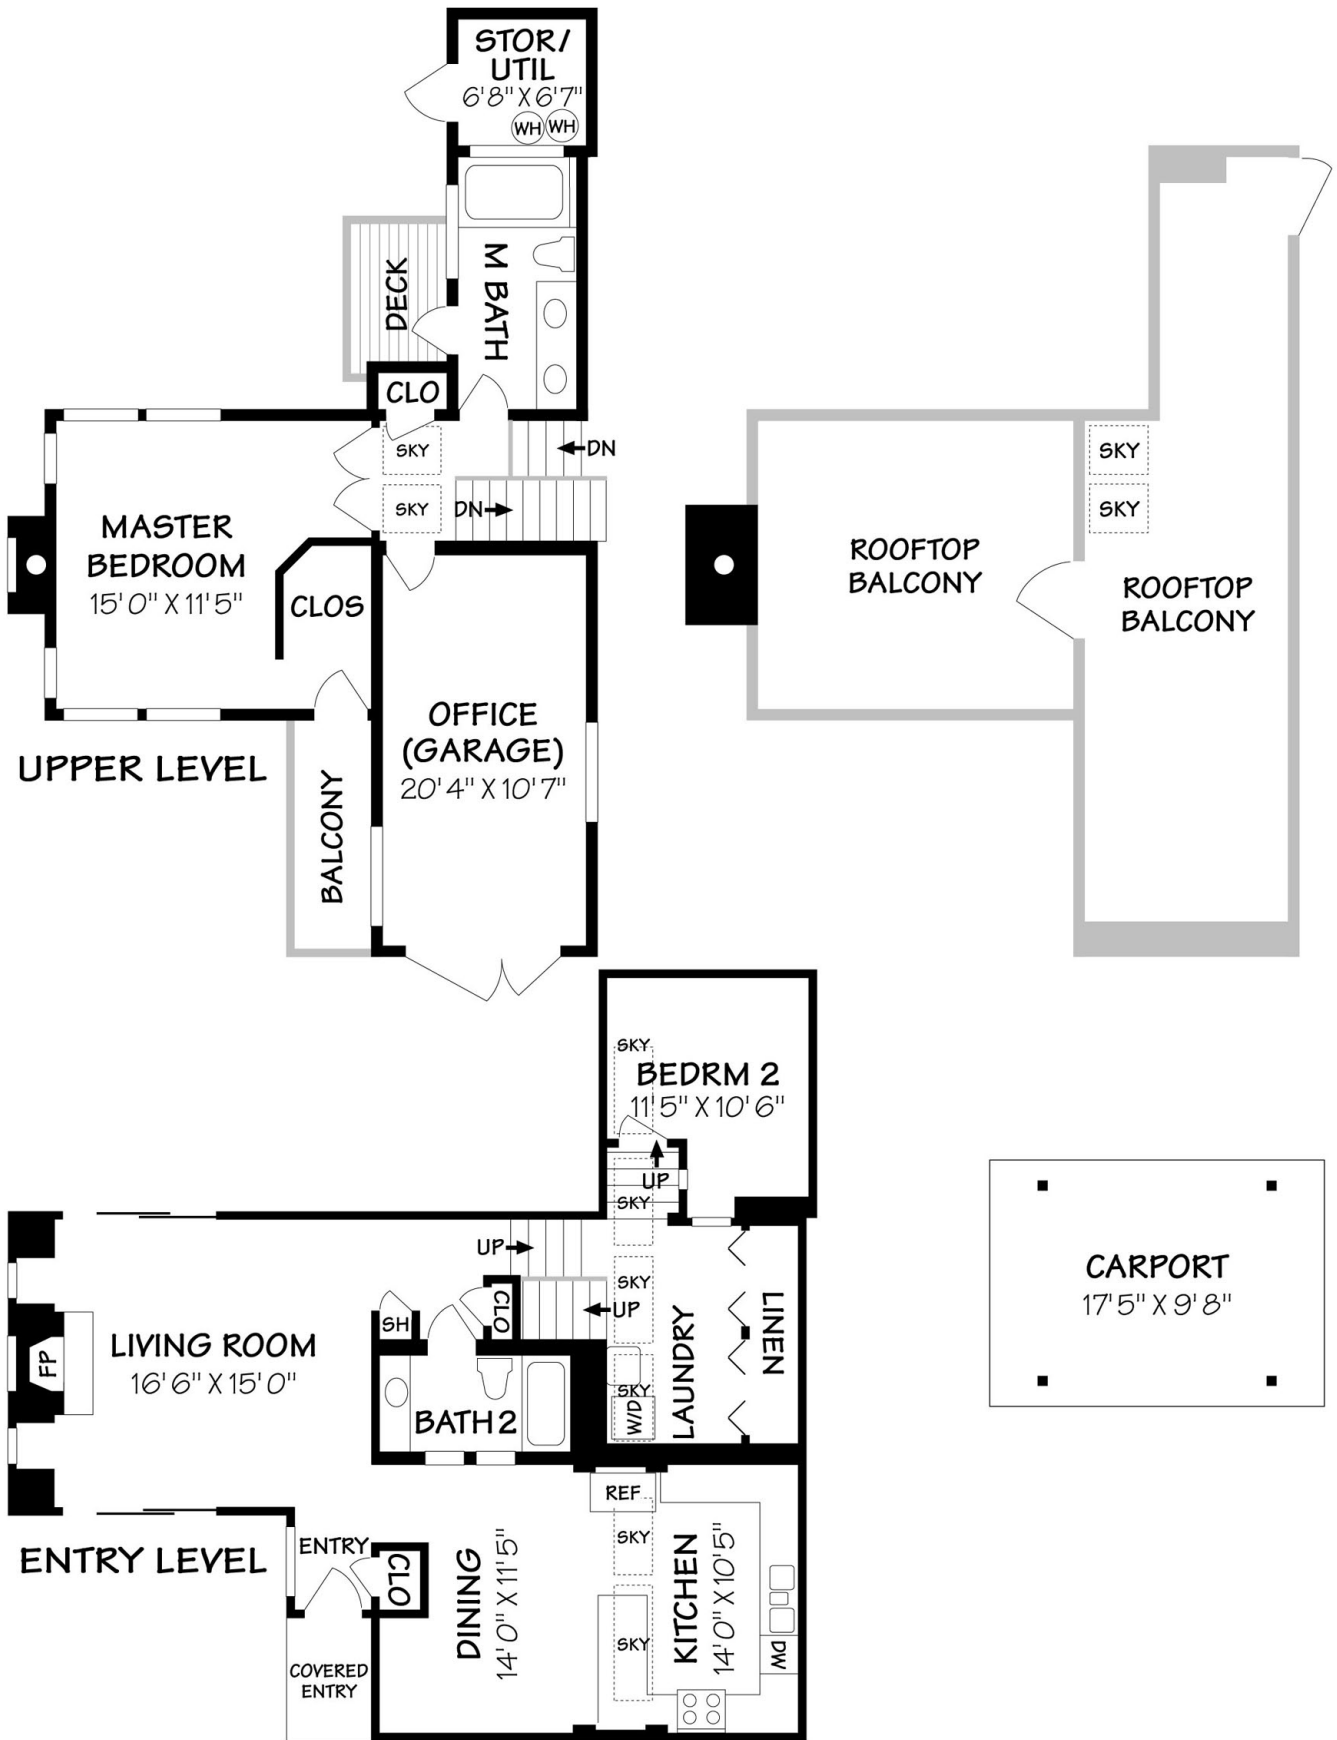 STOR/
UTIL
6'8" X 6'7"
WH WH
DECK
M BATH
CLO
SKY
DN
SKY
DN
MASTER
BEDROOM
15'0" X 11'5"
CLOS
OFFICE
(GARAGE)
20'4" X 10'7"
BALCONY
UPPER LEVEL
SKY
SKY
ROOFTOP
BALCONY
ROOFTOP
BALCONY
SKY
BEDRM 2
11'5" X 10'6"
UP
SKY
UP
SKY
UP
CLO
SH
LIVING ROOM
16'6" X 15'0"
FP
BATH 2
SKY
W/D
LAUNDRY
LINEN
REF
SKY
SKY
ENTRY
CLO
ENTRY LEVEL
DINING
14'0" X 11'5"
KITCHEN
14'0" X 10'5"
DW
COVERED
ENTRY
CARPORT
17'5" X 9'8"